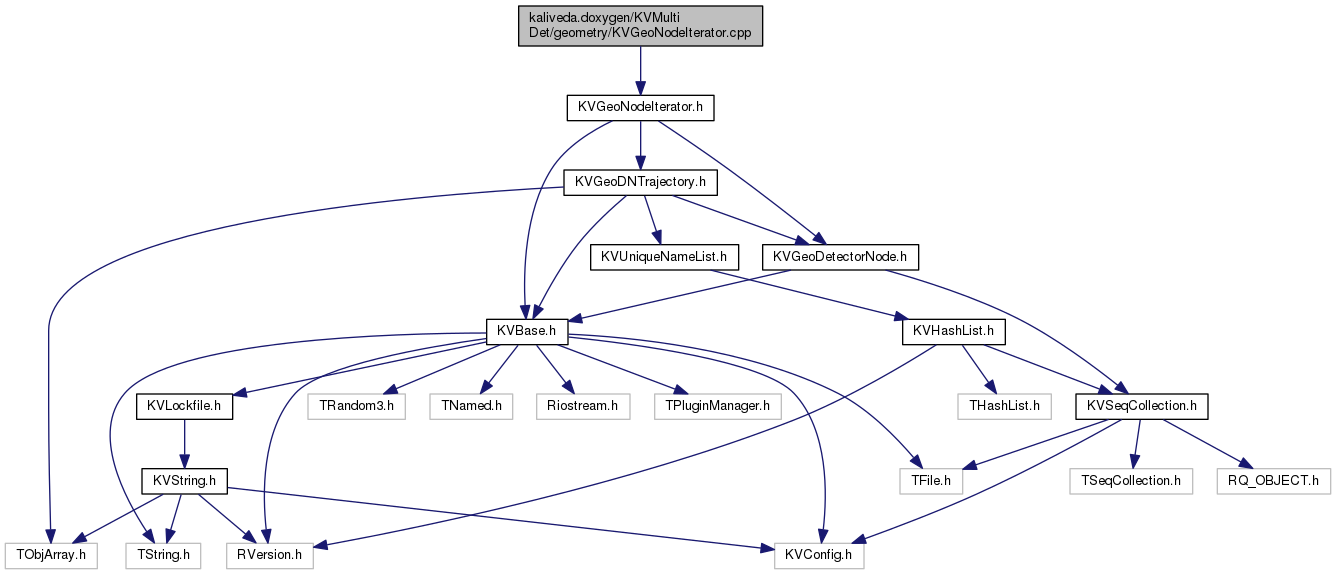 kaliveda.doxygen/KVMulti
Det/geometry/KVGeoNodeIterator.cpp
KVGeoNodeIterator.h
KVGeoDNTrajectory.h
KVUniqueNameList.h
KVGeoDetectorNode.h
KVBase.h
KVHashList.h
KVLockfile.h
TRandom3.h
TNamed.h
Riostream.h
TPluginManager.h
THashList.h
KVSeqCollection.h
KVString.h
TFile.h
TSeqCollection.h
RQ_OBJECT.h
TObjArray.h
TString.h
RVersion.h
KVConfig.h